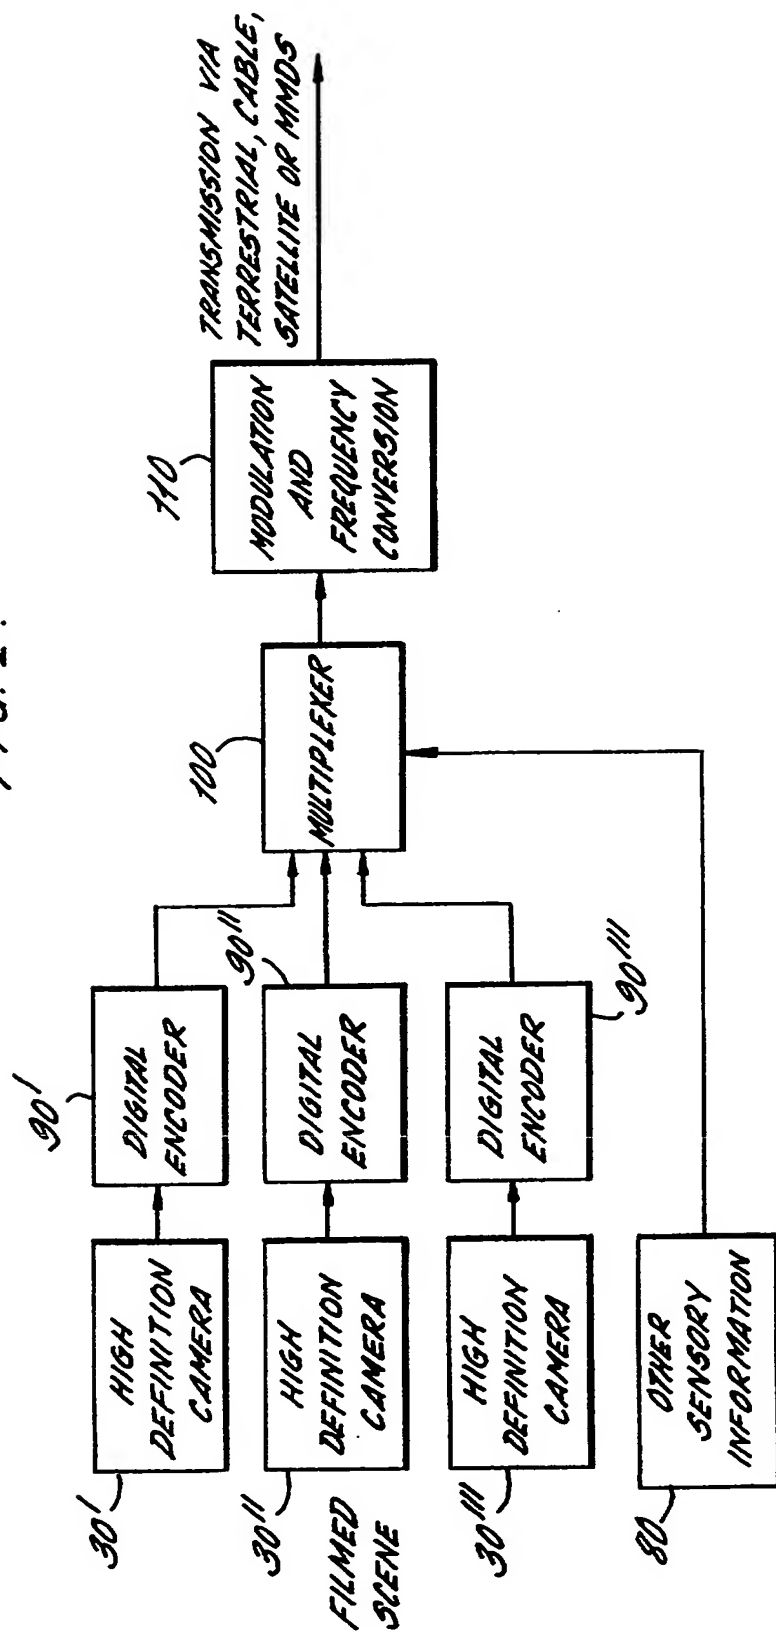 30'
HIGH
DEFINITION
CAMERA
90'
DIGITAL
ENCODER
FILMED
SCENE
30''
HIGH
DEFINITION
CAMERA
90''
DIGITAL
ENCODER
30'''
HIGH
DEFINITION
CAMERA
90'''
DIGITAL
ENCODER
80
OTHER
SENSORY
INFORMATION
100
MULTIPLEXER
110
MODULATION
AND
FREQUENCY
CONVERSION
TRANSMISSION VIA
TERRESTRIAL, CABLE,
SATELLITE OR MMDS